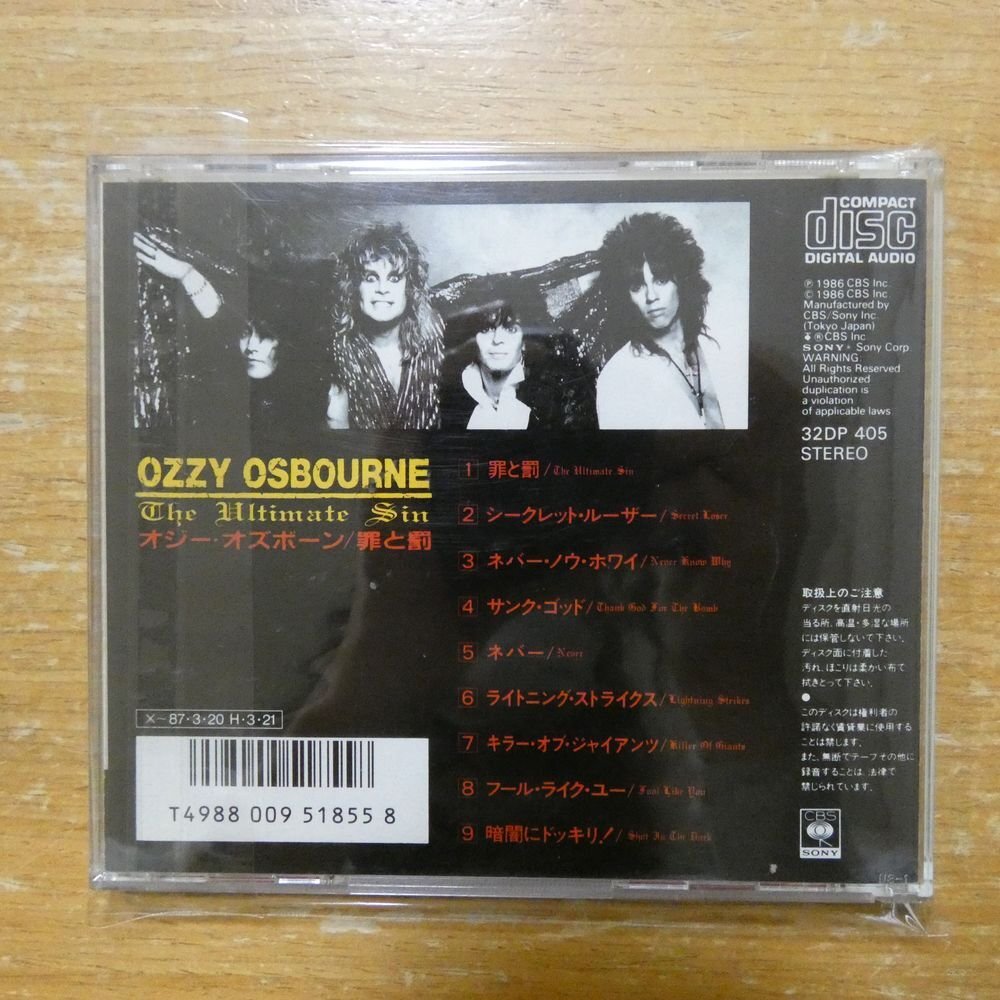 COMPACT
disc
DIGITAL AUDIO
℗ 1986 CBS Inc.
© 1986 CBS Inc
Manufactured by
CBS/Sony Inc.
(Tokyo Japan)
®CBS Inc
SONY® Sony Corp
WARNING
All Rights Reserved
Unauthorized
duplication is
a violation
of applicable laws
32DP 405
STEREO
OZZY OSBOURNE
The Ultimate Sin
オジー・オズボーン/罪と罰
1 罪と罰/The Ultimate Sin
2 シークレット・ルーザー/Secret Loser
3 ネバー・ノウ・ホワイ/Never Know Why
4 サンク・ゴッド/Thank God For The Bomb
5 ネバー/Never
6 ライトニング・ストライクス/Lightning Strikes
7 キラー・オブ・ジャイアンツ/Killer Of Giants
8 フール・ライク・ユー/Fool Like You
9 暗闇にドッキリ!/Shot In The Dark
取扱上のご注意
ディスクを直射日光の
当る所、高温・多湿な場所
には保管しないで下さい。
ディスク面に付着した
汚れ、ほこりは柔かい布で
拭きとって下さい。
●
このディスクは権利者の
許諾なく賃貸業に使用する
ことは禁じます。
また、無断でテープその他に
録音することは、法律で
禁じられています。
X~87・3・20 H・3・21
T4988 009 51855 8
CBS
SONY